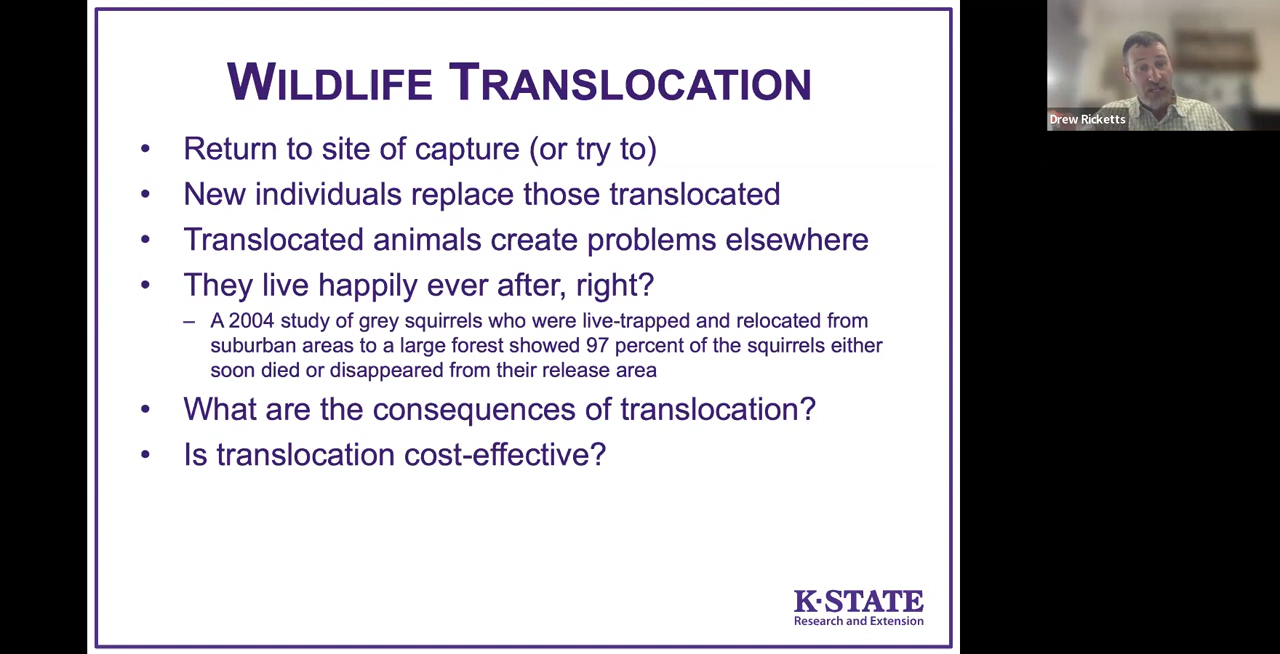 WILDLIFE TRANSLOCATION
• Return to site of capture (or try to)
• New individuals replace those translocated
• Translocated animals create problems elsewhere
• They live happily ever after, right?
– A 2004 study of grey squirrels who were live-trapped and relocated from
suburban areas to a large forest showed 97 percent of the squirrels either
soon died or disappeared from their release area
• What are the consequences of translocation?
• Is translocation cost-effective?
K·STATE
Research and Extension
Drew Ricketts